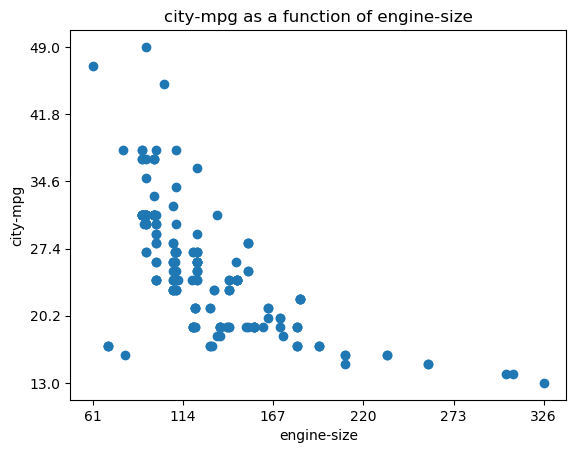 city-mpg as a function of engine-size
49.0
41.8
34.6
27.4
20.2
13.0
city-mpg
61 114 167 220 273 326
engine-size